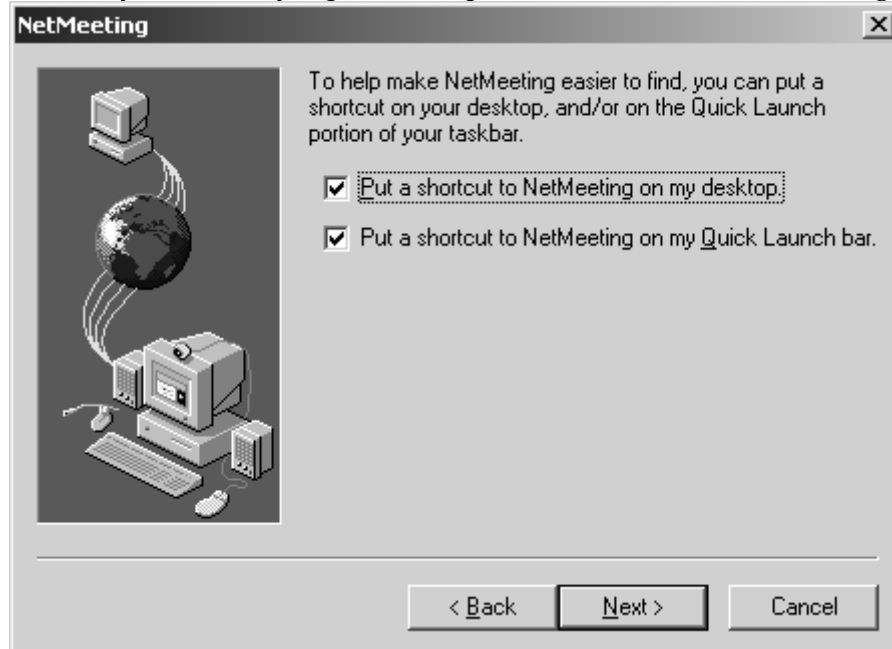 NetMeeting
To help make NetMeeting easier to find, you can put a
shortcut on your desktop, and/or on the Quick Launch
portion of your taskbar.
Put a shortcut to NetMeeting on my desktop.
Put a shortcut to NetMeeting on my Quick Launch bar.
< Back Next > Cancel